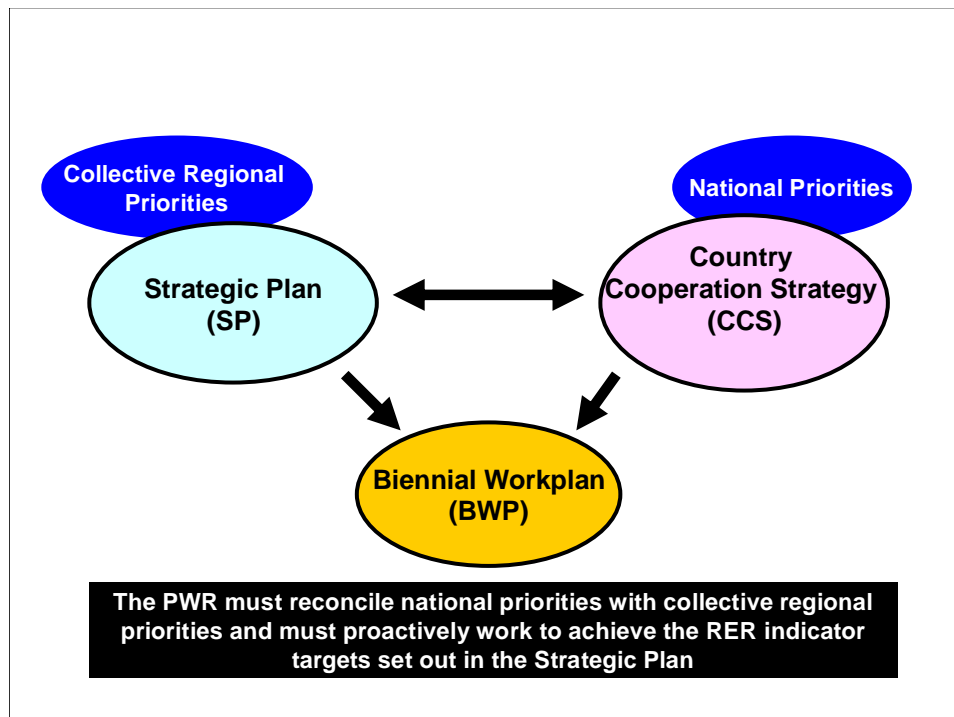 Collective Regional
Priorities
National Priorities
Strategic Plan
(SP)
Country
Cooperation Strategy
(CCS)
Biennial Workplan
(BWP)
The PWR must reconcile national priorities with collective regional
priorities and must proactively work to achieve the RER indicator
targets set out in the Strategic Plan